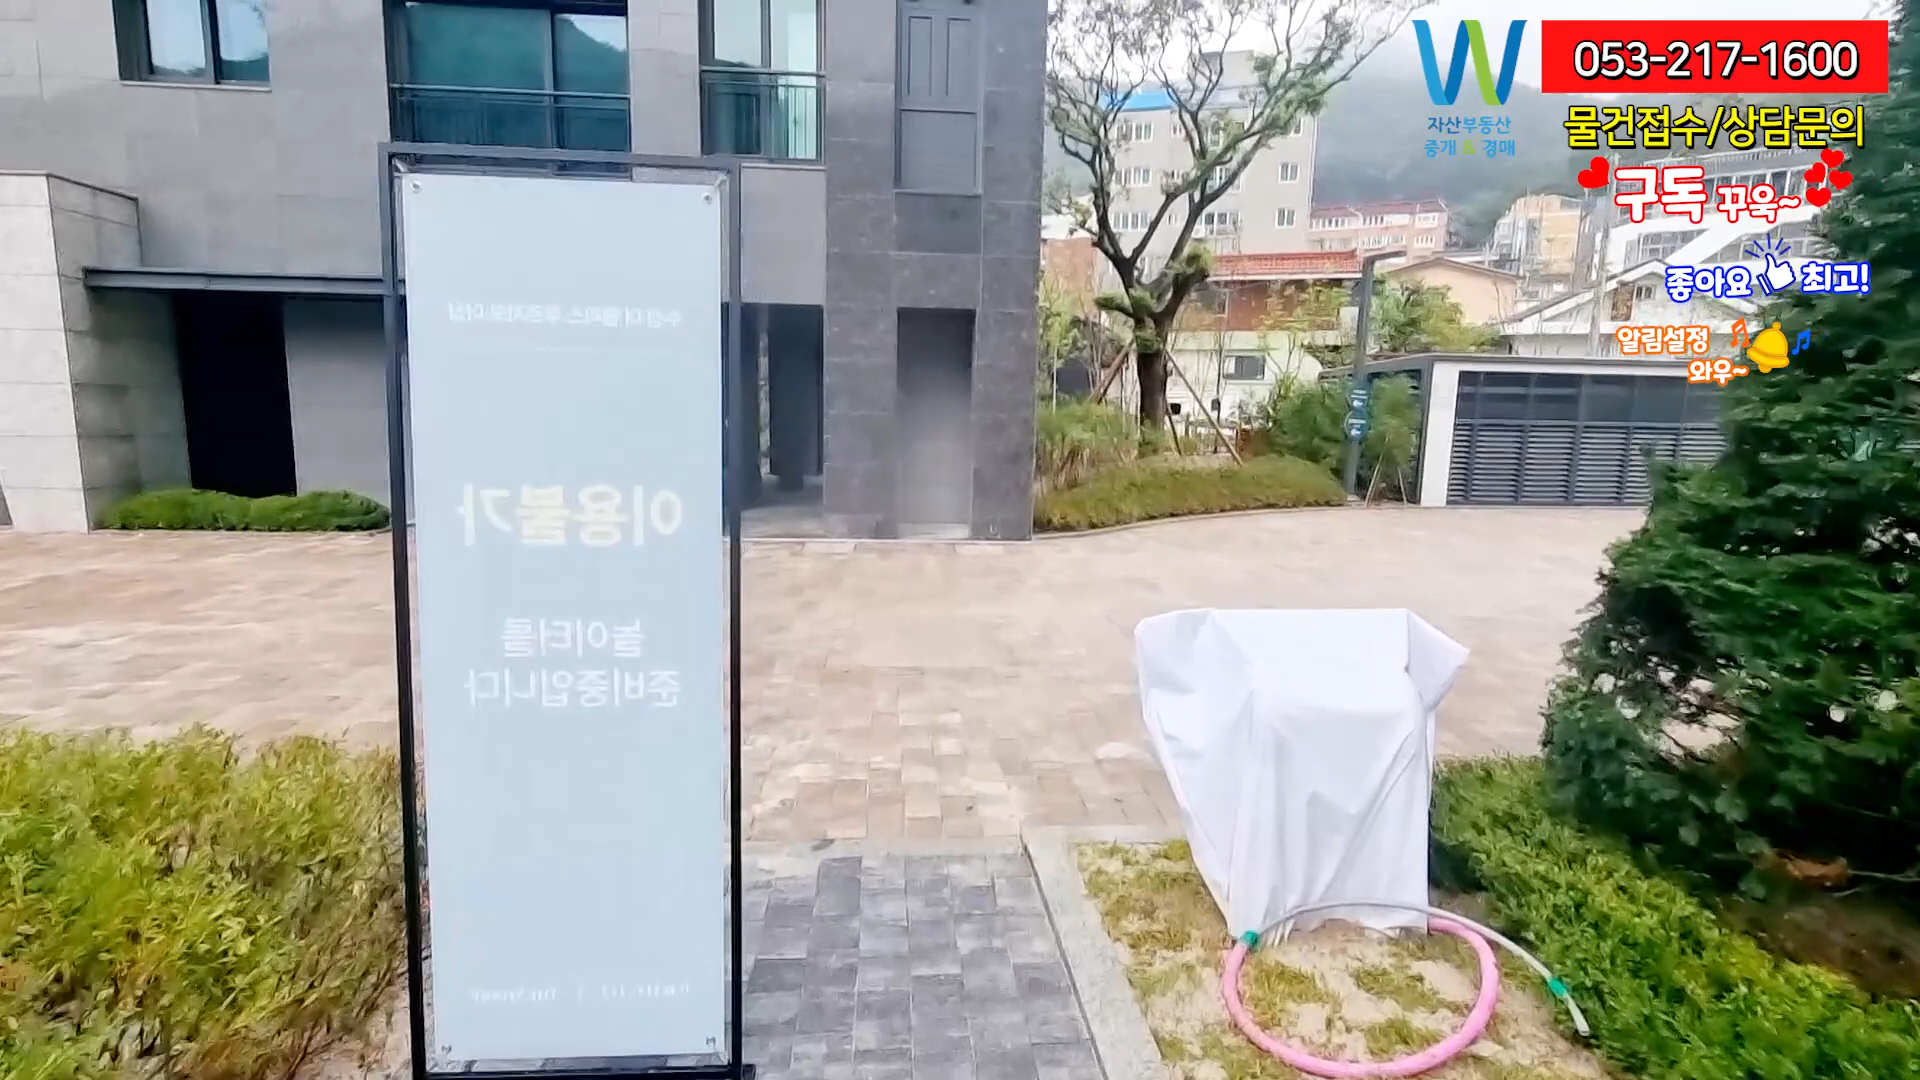 이용불가
놀이터를
준비중입니다
053-217-1600
자산부동산
중개 & 경매
물건접수/상담문의
구독 꾸욱~
좋아요 최고!
알림설정
와우~